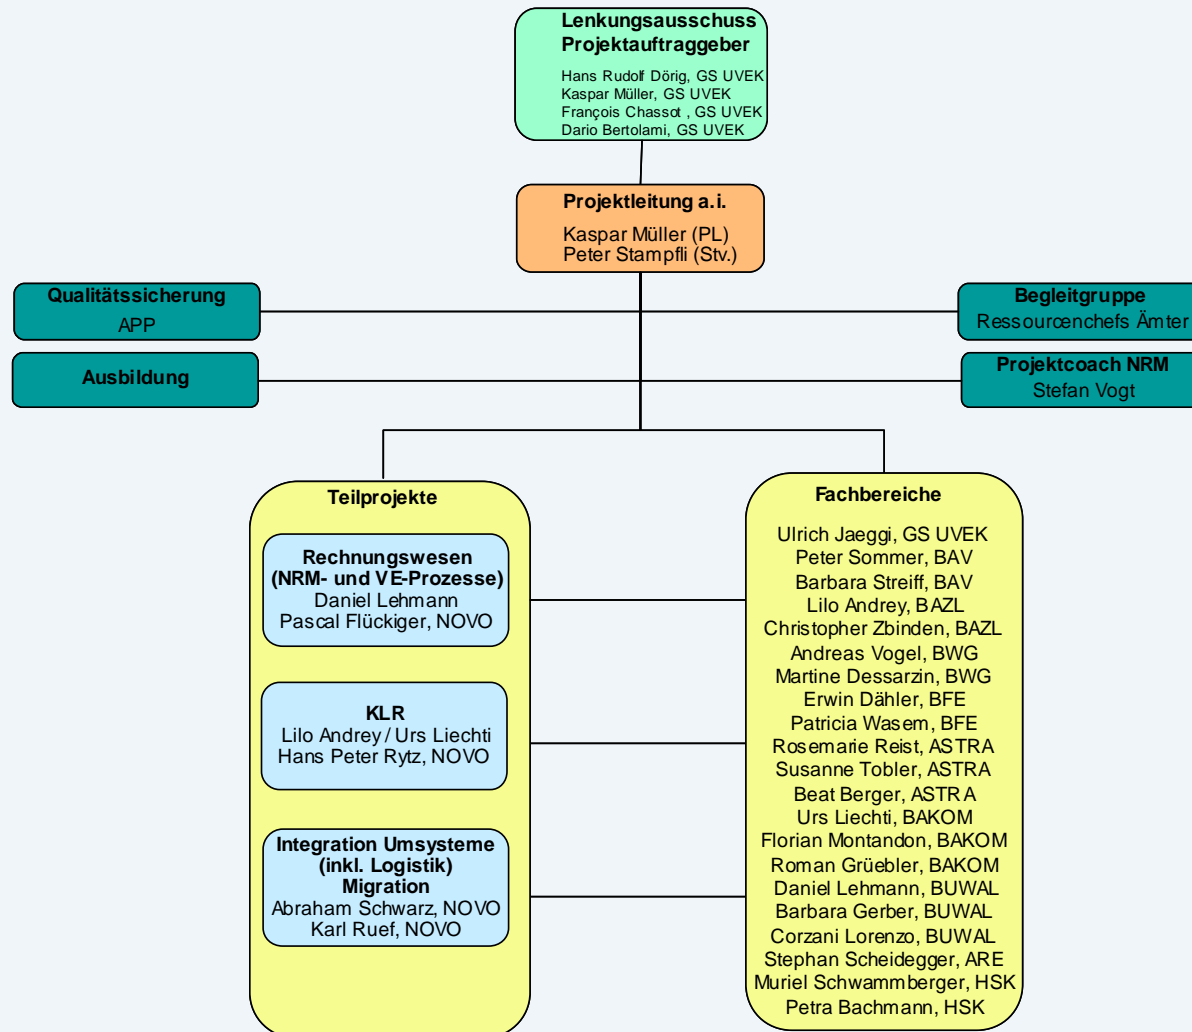 Lenkungsausschuss
Projektauftraggeber
Hans Rudolf Dörig, GS UVEK
Kaspar Müller, GS UVEK
François Chassot , GS UVEK
Dario Bertolami, GS UVEK
Projektleitung a.i.
Kaspar Müller (PL)
Peter Stampfli (Stv.)
Qualitätssicherung
APP
Begleitgruppe
Ressourcenchefs Ämter
Ausbildung
Projektcoach NRM
Stefan Vogt
Teilprojekte
Rechnungswesen
(NRM- und VE-Prozesse)
Daniel Lehmann
Pascal Flückiger, NOVO
KLR
Lilo Andrey / Urs Liechti
Hans Peter Rytz, NOVO
Integration Umsysteme
(inkl. Logistik)
Migration
Abraham Schwarz, NOVO
Karl Ruef, NOVO
Fachbereiche
Ulrich Jaeggi, GS UVEK
Peter Sommer, BAV
Barbara Streiff, BAV
Lilo Andrey, BAZL
Christopher Zbinden, BAZL
Andreas Vogel, BWG
Martine Dessarzin, BWG
Erwin Dähler, BFE
Patricia Wasem, BFE
Rosemarie Reist, ASTRA
Susanne Tobler, ASTRA
Beat Berger, ASTRA
Urs Liechti, BAKOM
Florian Montandon, BAKOM
Roman Grüebler, BAKOM
Daniel Lehmann, BUWAL
Barbara Gerber, BUWAL
Corzani Lorenzo, BUWAL
Stephan Scheidegger, ARE
Muriel Schwammberger, HSK
Petra Bachmann, HSK